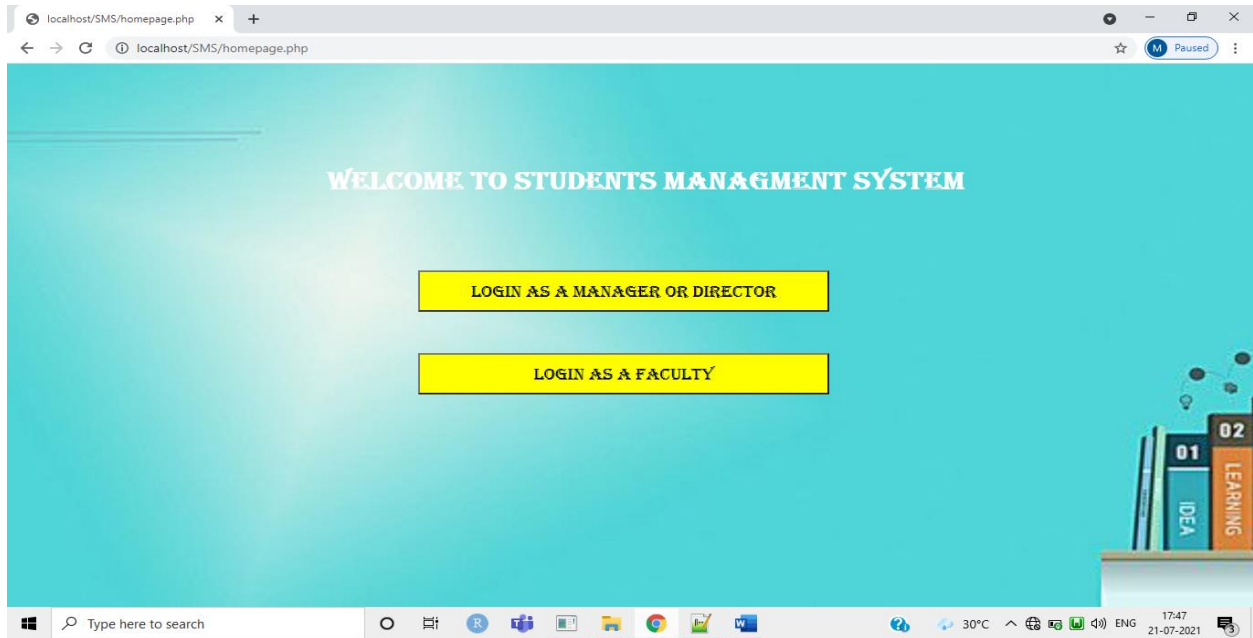 localhost/SMS/homepage.php
localhost/SMS/homepage.php
M Paused
WELCOME TO STUDENTS MANAGMENT SYSTEM
LOGIN AS A MANAGER OR DIRECTOR
LOGIN AS A FACULTY
02
01
LEARNING
IDEA
Type here to search
R
W
30°C
ENG
17:47
21-07-2021
3